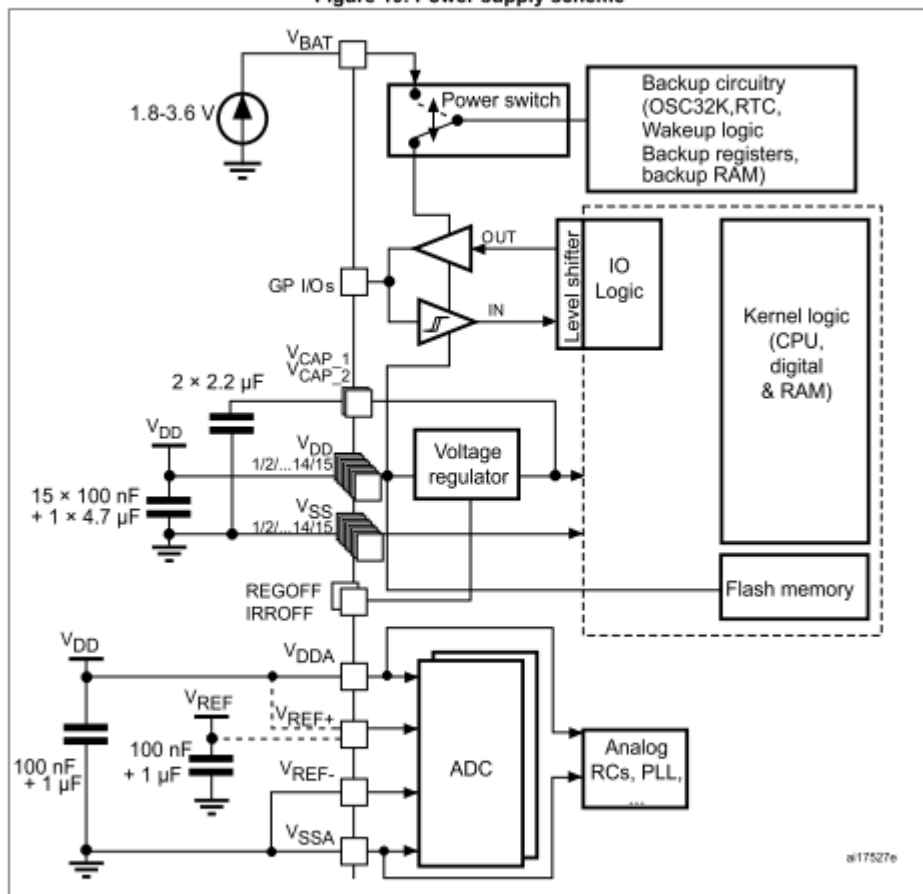 Figure 19. Power supply scheme
VBAT
1.8-3.6 V
Power switch
Backup circuitry
(OSC32K,RTC,
Wakeup logic
Backup registers,
backup RAM)
GP I/Os
OUT
IN
Level shifter
IO
Logic
Kernel logic
(CPU,
digital
& RAM)
VCAP_1
VCAP_2
2 × 2.2 µF
VDD
VDD
1/2/...14/15
Voltage
regulator
15 × 100 nF
+ 1 × 4.7 µF
VSS
1/2/...14/15
REGOFF
IRROFF
Flash memory
VDD
VDDA
VREF
VREF+
100 nF
+ 1 µF
100 nF
+ 1 µF
VREF-
VSSA
ADC
Analog
RCs, PLL,
...
ai17527e